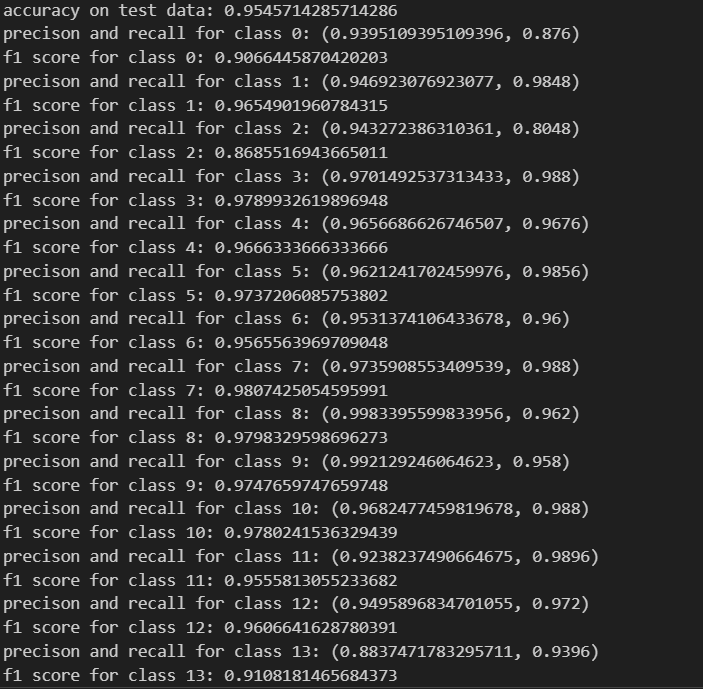 accuracy on test data: 0.9545714285714286
precison and recall for class 0: (0.9395109395109396, 0.876)
f1 score for class 0: 0.9066445870420203
precison and recall for class 1: (0.946923076923077, 0.9848)
f1 score for class 1: 0.9654901960784315
precison and recall for class 2: (0.943272386310361, 0.8048)
f1 score for class 2: 0.8685516943665011
precison and recall for class 3: (0.9701492537313433, 0.988)
f1 score for class 3: 0.9789932619896948
precison and recall for class 4: (0.9656686626746507, 0.9676)
f1 score for class 4: 0.9666333666333666
precison and recall for class 5: (0.9621241702459976, 0.9856)
f1 score for class 5: 0.9737206085753802
precison and recall for class 6: (0.9531374106433678, 0.96)
f1 score for class 6: 0.9565563969709048
precison and recall for class 7: (0.9735908553409539, 0.988)
f1 score for class 7: 0.9807425054595991
precison and recall for class 8: (0.9983395599833956, 0.962)
f1 score for class 8: 0.9798329598696273
precison and recall for class 9: (0.992129246064623, 0.958)
f1 score for class 9: 0.9747659747659748
precison and recall for class 10: (0.9682477459819678, 0.988)
f1 score for class 10: 0.9780241536329439
precison and recall for class 11: (0.9238237490664675, 0.9896)
f1 score for class 11: 0.9555813055233682
precison and recall for class 12: (0.9495896834701055, 0.972)
f1 score for class 12: 0.9606641628780391
precison and recall for class 13: (0.8837471783295711, 0.9396)
f1 score for class 13: 0.9108181465684373